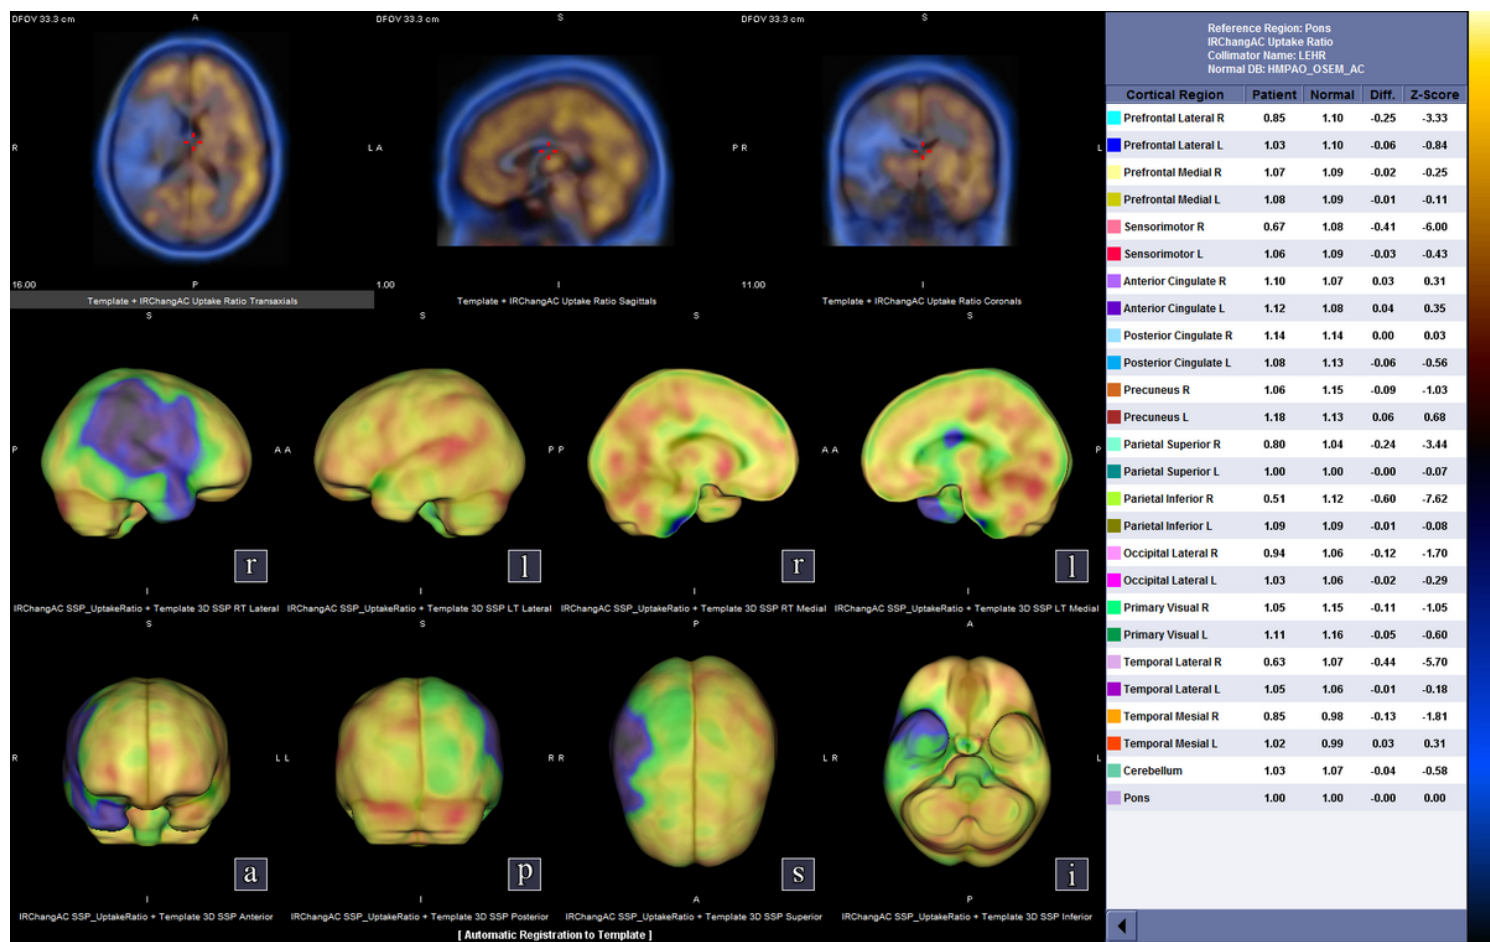 DFOV 33.3 cm A DFOV 33.3 cm S DFOV 33.3 cm S
R L A P R L
16.00 P 1.00 I 11.00 I
Template + IRChangAC Uptake Ratio Transaxials Template + IRChangAC Uptake Ratio Sagittals Template + IRChangAC Uptake Ratio Coronals
S S S S
P A A P P A A P
r l r l
I I I I
IRChangAC SSP_UptakeRatio + Template 3D SSP RT Lateral IRChangAC SSP_UptakeRatio + Template 3D SSP LT Lateral IRChangAC SSP_UptakeRatio + Template 3D SSP RT Medial IRChangAC SSP_UptakeRatio + Template 3D SSP LT Medial
S S P A
R L L R R L R L
a p s i
I I A P
IRChangAC SSP_UptakeRatio + Template 3D SSP Anterior IRChangAC SSP_UptakeRatio + Template 3D SSP Posterior IRChangAC SSP_UptakeRatio + Template 3D SSP Superior IRChangAC SSP_UptakeRatio + Template 3D SSP Inferior
[ Automatic Registration to Template ]
Reference Region: Pons
IRChangAC Uptake Ratio
Collimator Name: LEHR
Normal DB: HMPAO_OSEM_AC
Cortical Region Patient Normal Diff. Z-Score
Prefrontal Lateral R 0.85 1.10 -0.25 -3.33
Prefrontal Lateral L 1.03 1.10 -0.06 -0.84
Prefrontal Medial R 1.07 1.09 -0.02 -0.25
Prefrontal Medial L 1.08 1.09 -0.01 -0.11
Sensorimotor R 0.67 1.08 -0.41 -6.00
Sensorimotor L 1.06 1.09 -0.03 -0.43
Anterior Cingulate R 1.10 1.07 0.03 0.31
Anterior Cingulate L 1.12 1.08 0.04 0.35
Posterior Cingulate R 1.14 1.14 0.00 0.03
Posterior Cingulate L 1.08 1.13 -0.06 -0.56
Precuneus R 1.06 1.15 -0.09 -1.03
Precuneus L 1.18 1.13 0.06 0.68
Parietal Superior R 0.80 1.04 -0.24 -3.44
Parietal Superior L 1.00 1.00 -0.00 -0.07
Parietal Inferior R 0.51 1.12 -0.60 -7.62
Parietal Inferior L 1.09 1.09 -0.01 -0.08
Occipital Lateral R 0.94 1.06 -0.12 -1.70
Occipital Lateral L 1.03 1.06 -0.02 -0.29
Primary Visual R 1.05 1.15 -0.11 -1.05
Primary Visual L 1.11 1.16 -0.05 -0.60
Temporal Lateral R 0.63 1.07 -0.44 -5.70
Temporal Lateral L 1.05 1.06 -0.01 -0.18
Temporal Mesial R 0.85 0.98 -0.13 -1.81
Temporal Mesial L 1.02 0.99 0.03 0.31
Cerebellum 1.03 1.07 -0.04 -0.58
Pons 1.00 1.00 -0.00 0.00